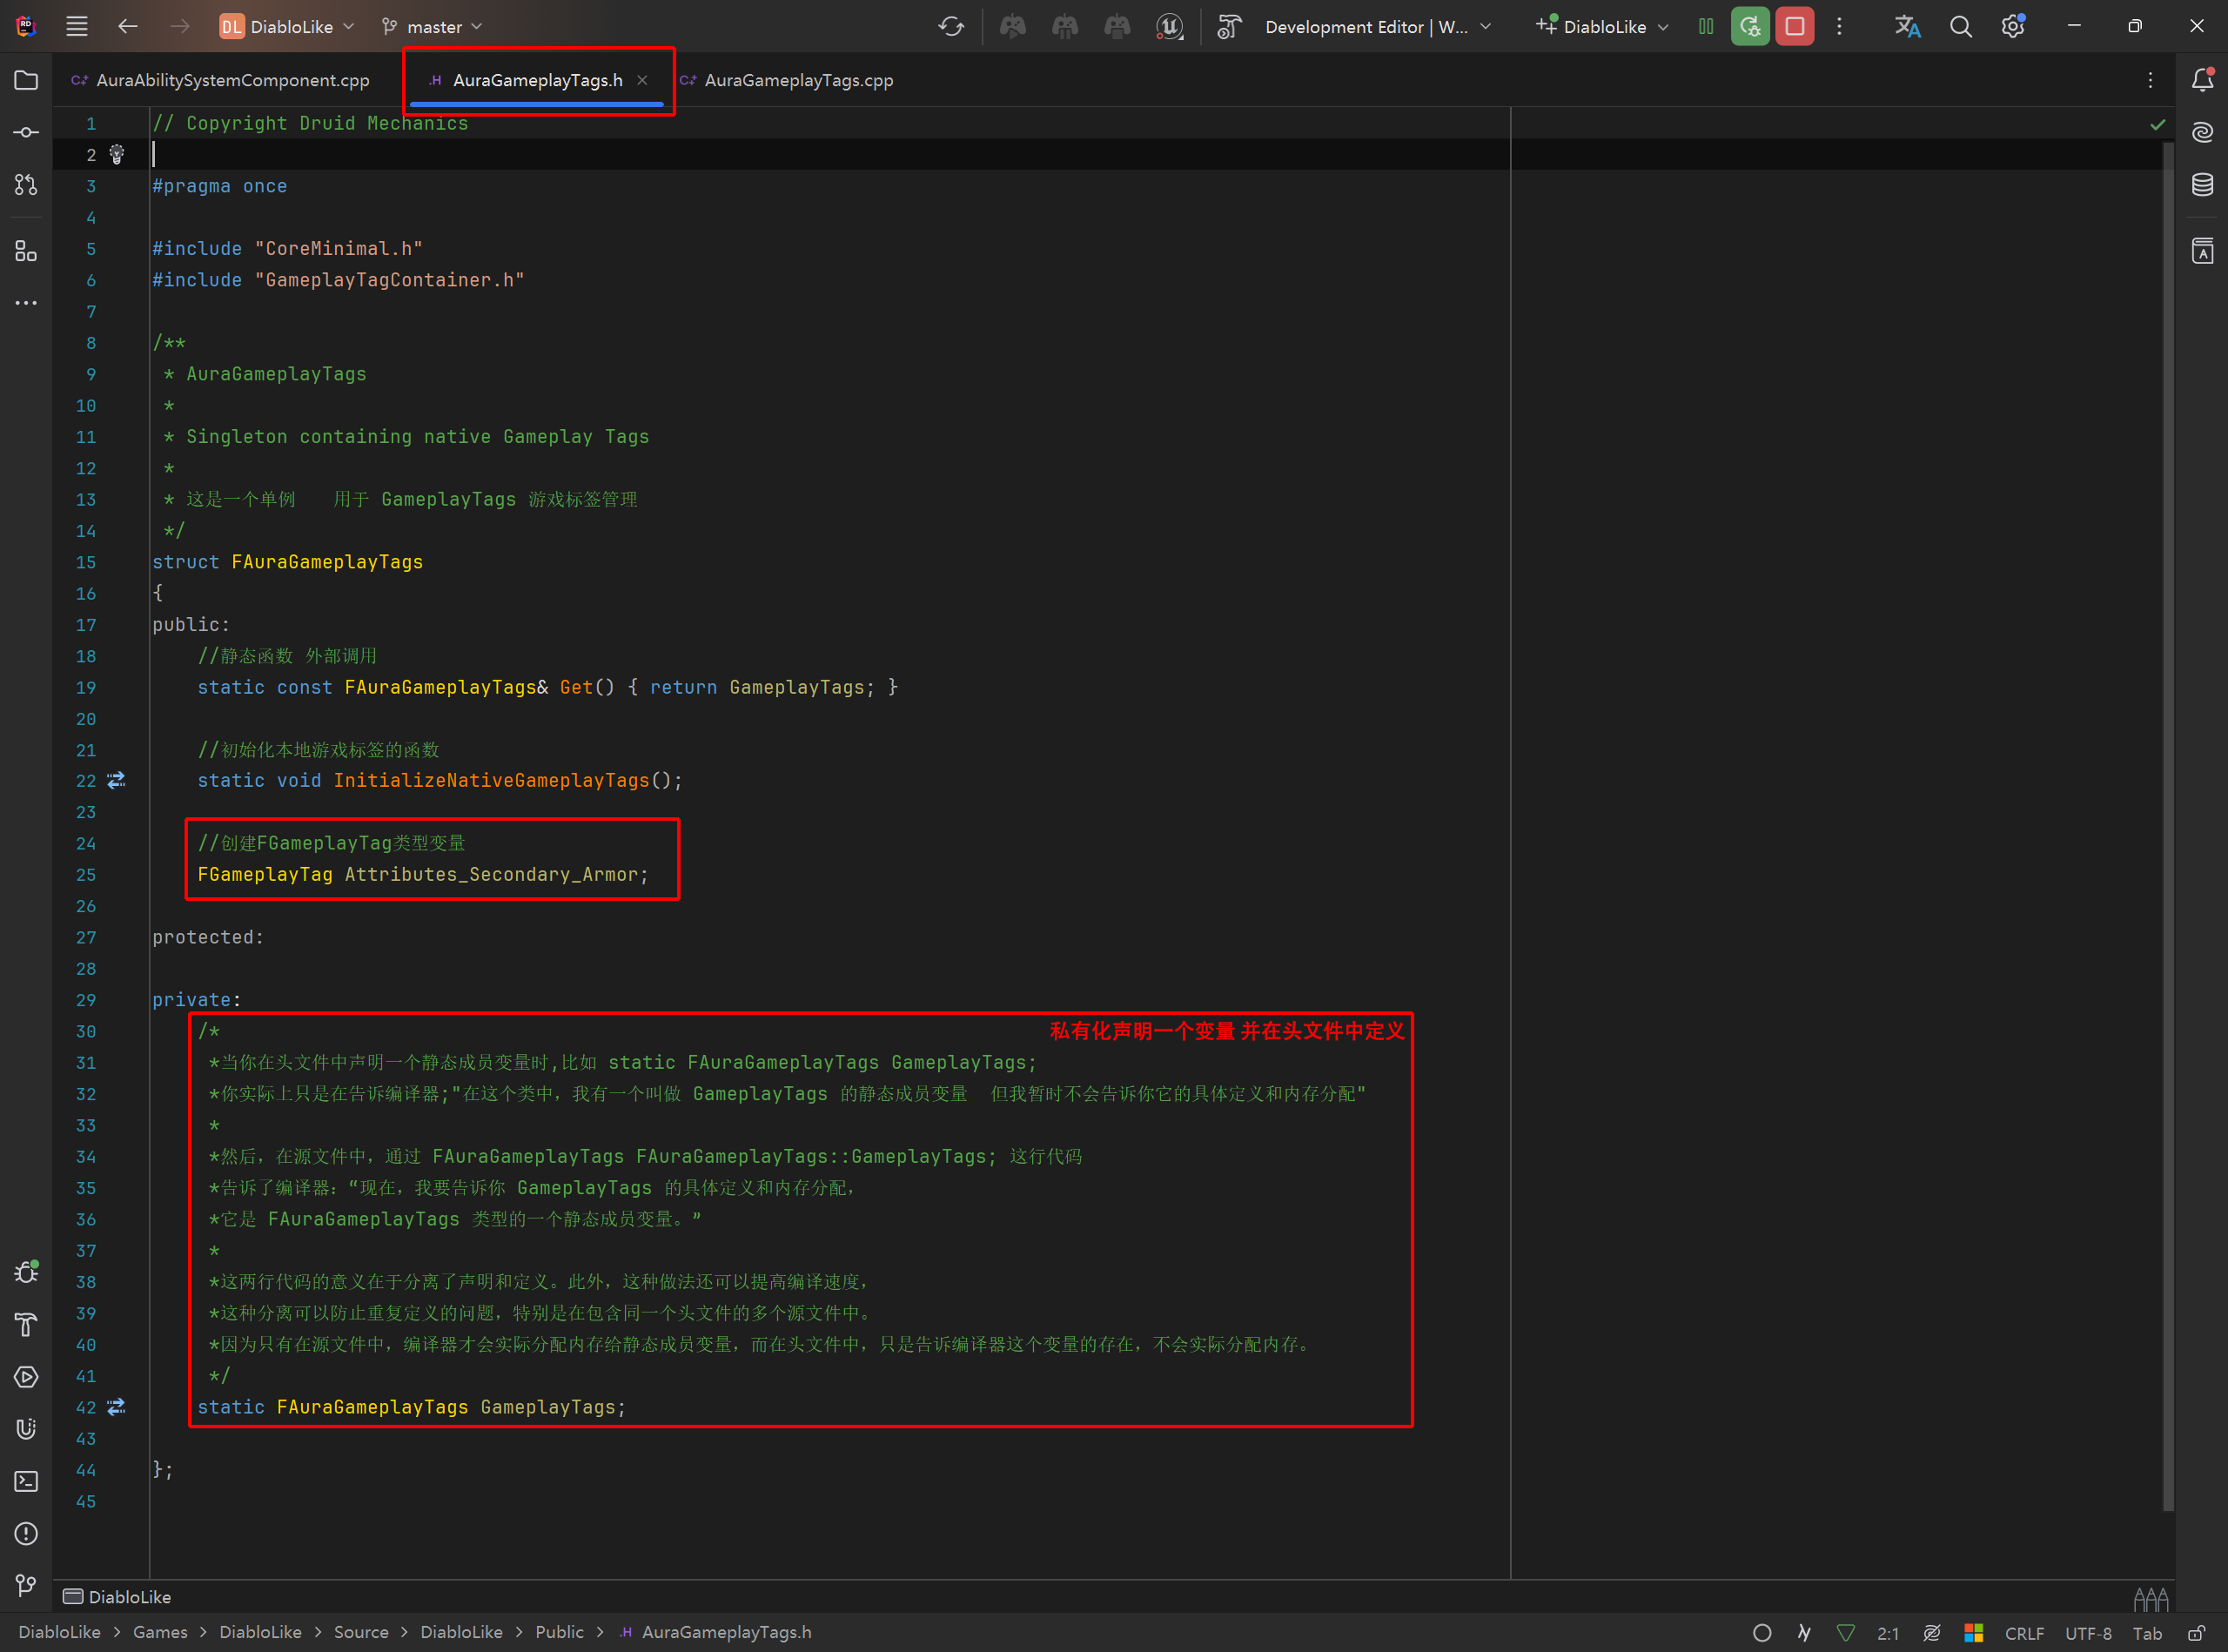 DL DiabloLike master Development Editor | W... DiabloLike
AuraAbilitySystemComponent.cpp .H AuraGameplayTags.h AuraGameplayTags.cpp
1 // Copyright Druid Mechanics
2
3 #pragma once
4
5 #include "CoreMinimal.h"
6 #include "GameplayTagContainer.h"
7
8 /**
9 * AuraGameplayTags
10 *
11 * Singleton containing native Gameplay Tags
12 *
13 * 这是一个单例 用于 GameplayTags 游戏标签管理
14 */
15 struct FAuraGameplayTags
16 {
17 public:
18 //静态函数 外部调用
19 static const FAuraGameplayTags& Get() { return GameplayTags; }
20
21 //初始化本地游戏标签的函数
22 static void InitializeNativeGameplayTags();
23
24 //创建FGameplayTag类型变量
25 FGameplayTag Attributes_Secondary_Armor;
26
27 protected:
28
29 private:
30 /* 私有化声明一个变量 并在头文件中定义
31 *当你在头文件中声明一个静态成员变量时,比如 static FAuraGameplayTags GameplayTags;
32 *你实际上只是在告诉编译器;"在这个类中，我有一个叫做 GameplayTags 的静态成员变量 但我暂时不会告诉你它的具体定义和内存分配"
33 *
34 *然后，在源文件中，通过 FAuraGameplayTags FAuraGameplayTags::GameplayTags; 这行代码
35 *告诉了编译器：“现在，我要告诉你 GameplayTags 的具体定义和内存分配，
36 *它是 FAuraGameplayTags 类型的一个静态成员变量。”
37 *
38 *这两行代码的意义在于分离了声明和定义。此外，这种做法还可以提高编译速度，
39 *这种分离可以防止重复定义的问题，特别是在包含同一个头文件的多个源文件中。
40 *因为只有在源文件中，编译器才会实际分配内存给静态成员变量，而在头文件中，只是告诉编译器这个变量的存在，不会实际分配内存。
41 */
42 static FAuraGameplayTags GameplayTags;
43
44 };
45
DiabloLike
DiabloLike > Games > DiabloLike > Source > DiabloLike > Public > .H AuraGameplayTags.h 2:1 CRLF UTF-8 Tab